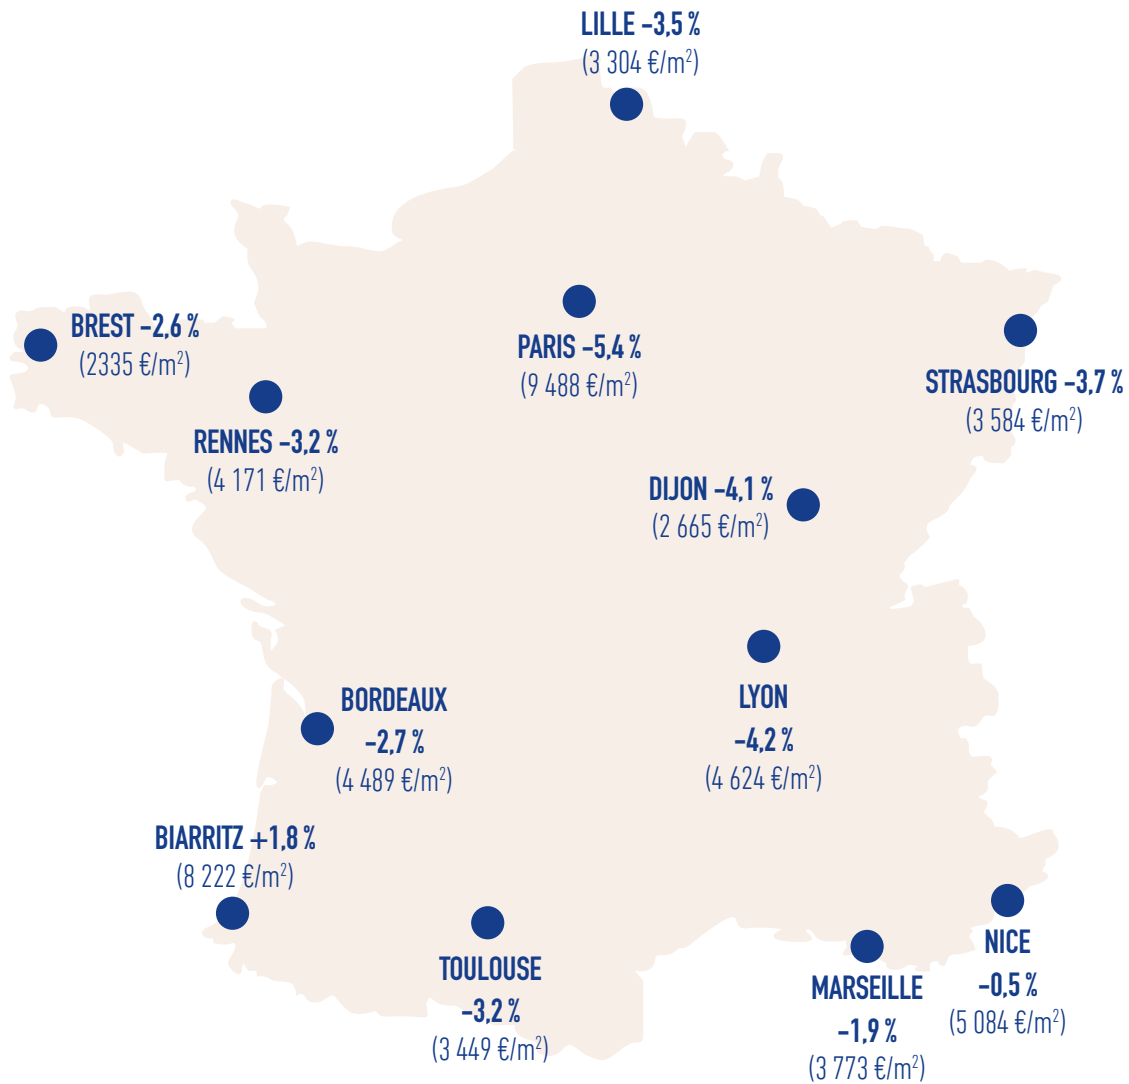 LILLE -3,5 %
(3 304 €/m²)
BREST -2,6 %
(2335 €/m²)
PARIS -5,4 %
(9 488 €/m²)
STRASBOURG -3,7 %
(3 584 €/m²)
RENNES -3,2 %
(4 171 €/m²)
DIJON -4,1 %
(2 665 €/m²)
BORDEAUX
-2,7 %
(4 489 €/m²)
LYON
-4,2 %
(4 624 €/m²)
BIARRITZ +1,8 %
(8 222 €/m²)
TOULOUSE
-3,2 %
(3 449 €/m²)
MARSEILLE
-1,9 %
(3 773 €/m²)
NICE
-0,5 %
(5 084 €/m²)